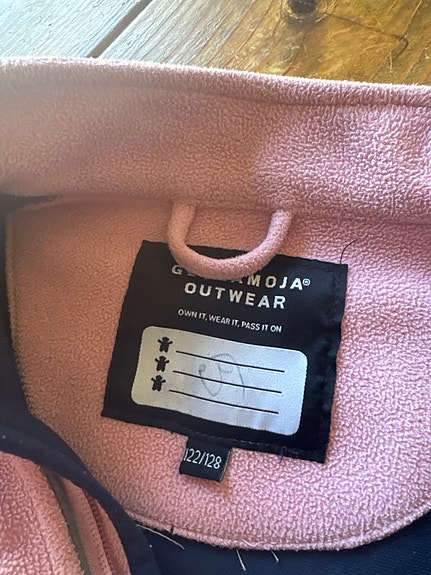 OUTWEAR
OWN IT, WEAR IT, PASS IT ON
122/128